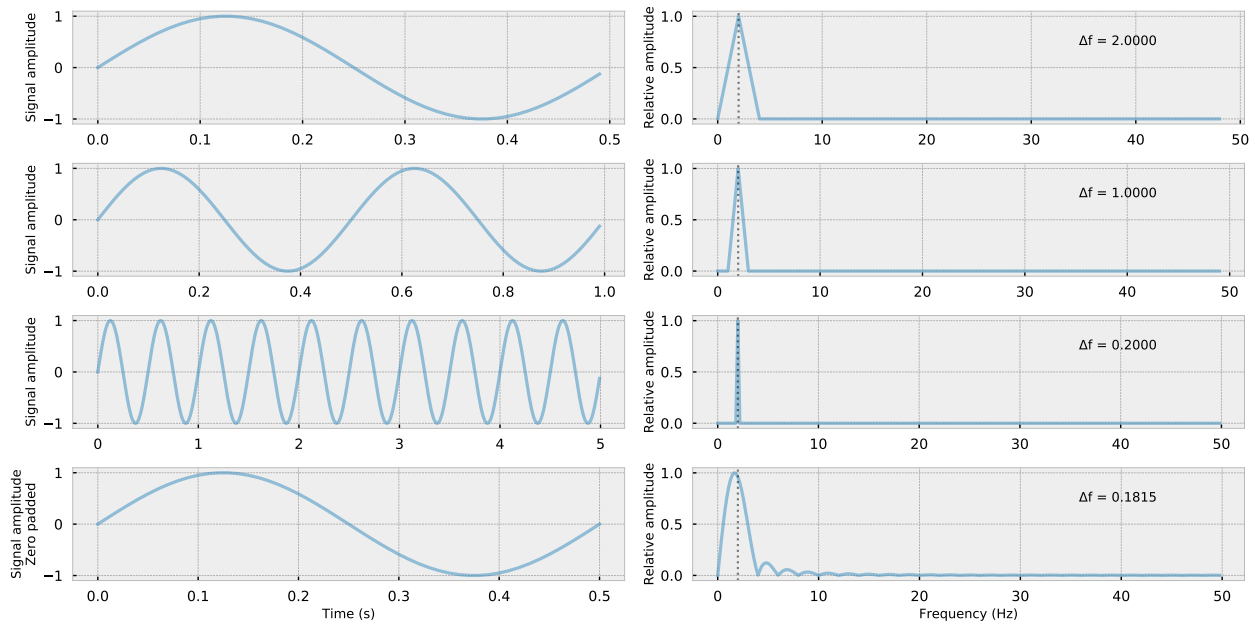 Signal amplitude
1
0
−1
0.0 0.1 0.2 0.3 0.4 0.5
Relative amplitude
1.0
0.5
0.0
Δf = 2.0000
0 10 20 30 40 50
Signal amplitude
1
0
−1
0.0 0.2 0.4 0.6 0.8 1.0
Relative amplitude
1.0
0.5
0.0
Δf = 1.0000
0 10 20 30 40 50
Signal amplitude
1
0
−1
0 1 2 3 4 5
Relative amplitude
1.0
0.5
0.0
Δf = 0.2000
0 10 20 30 40 50
Signal amplitude
Zero padded
1
0
−1
0.0 0.1 0.2 0.3 0.4 0.5
Time (s)
Relative amplitude
1.0
0.5
0.0
Δf = 0.1815
0 10 20 30 40 50
Frequency (Hz)